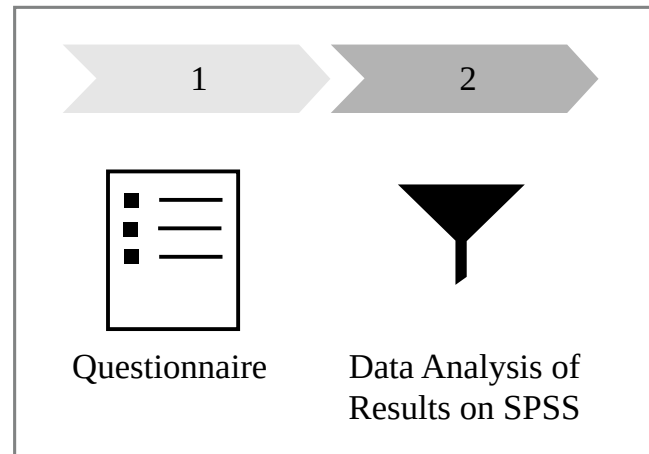 1
2
Questionnaire
Data Analysis of
Results on SPSS